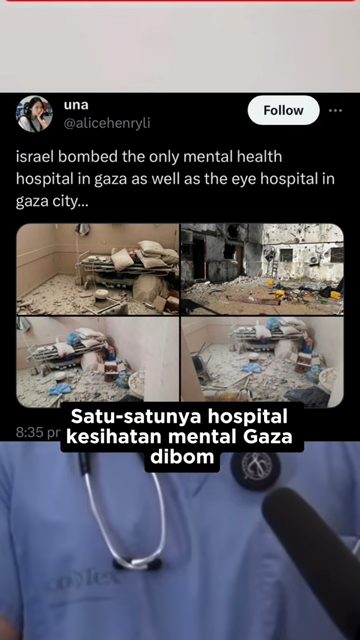 una
@alicehenryli
Follow
israel bombed the only mental health
hospital in gaza as well as the eye hospital in
gaza city...
8:35 pr
Satu-satunya hospital
kesihatan mental Gaza
dibom